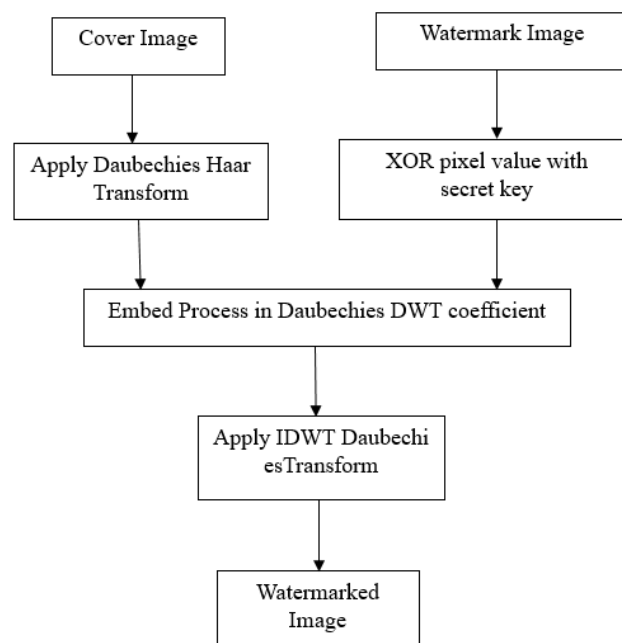 Cover Image
Watermark Image
Apply Daubechies Haar
Transform
XOR pixel value with
secret key
Embed Process in Daubechies DWT coefficient
Apply IDWT Daubechi
esTransform
Watermarked
Image